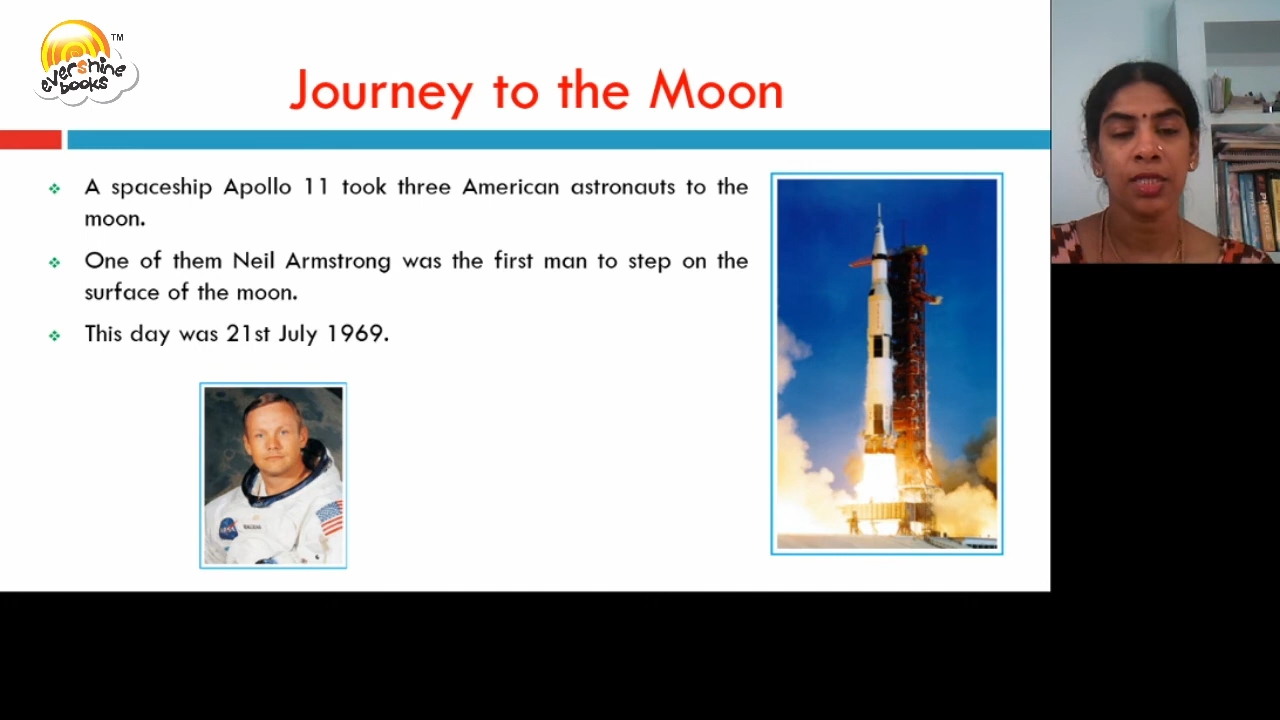 TM
evershine
books
Journey to the Moon
A spaceship Apollo 11 took three American astronauts to the
moon.
One of them Neil Armstrong was the first man to step on the
surface of the moon.
This day was 21st July 1969.
NASA